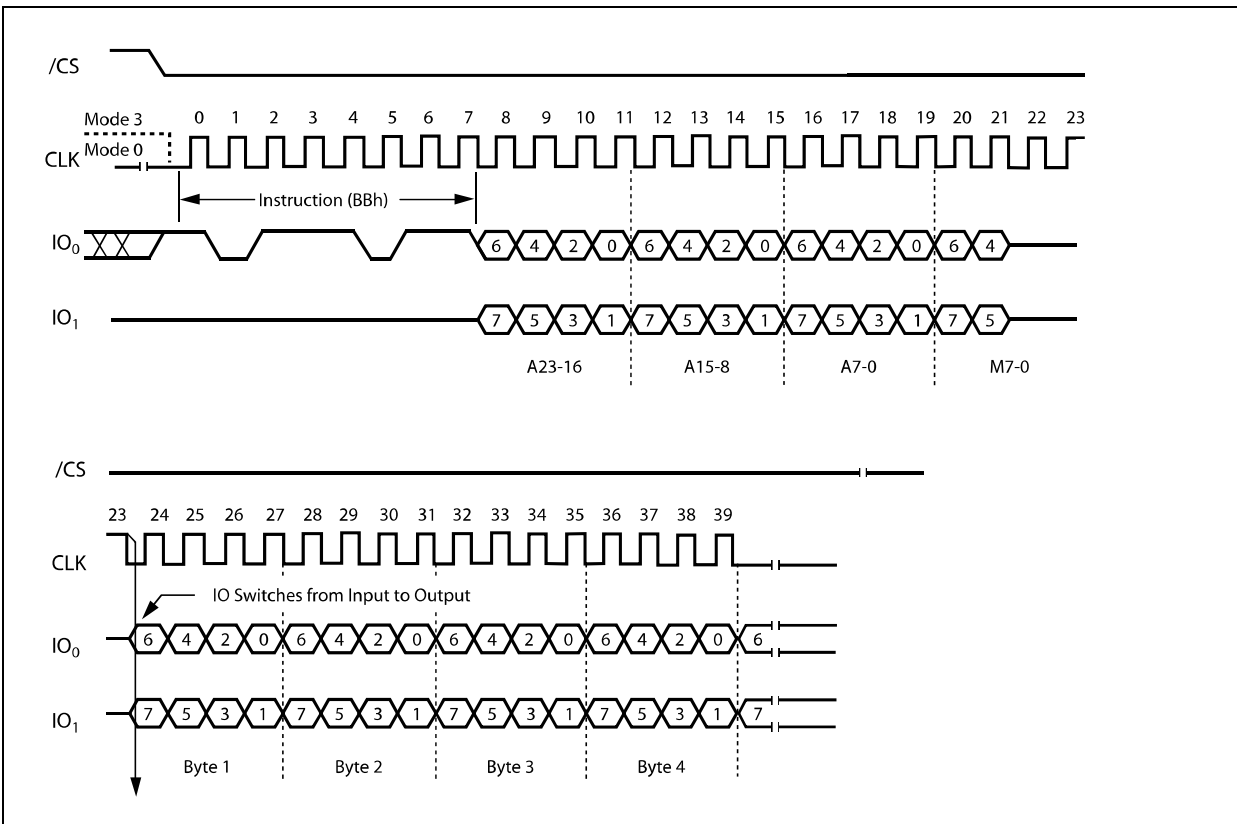 /CS
Mode 3
0 1 2 3 4 5 6 7 8 9 10 11 12 13 14 15 16 17 18 19 20 21 22 23
Mode 0
CLK
Instruction (BBh)
IO0 6 4 2 0 6 4 2 0 6 4 2 0 6 4
IO1 7 5 3 1 7 5 3 1 7 5 3 1 7 5
A23-16 A15-8 A7-0 M7-0
/CS
23 24 25 26 27 28 29 30 31 32 33 34 35 36 37 38 39
CLK
IO Switches from Input to Output
IO0 6 4 2 0 6 4 2 0 6 4 2 0 6 4 2 0 6
IO1 7 5 3 1 7 5 3 1 7 5 3 1 7 5 3 1 7
Byte 1 Byte 2 Byte 3 Byte 4